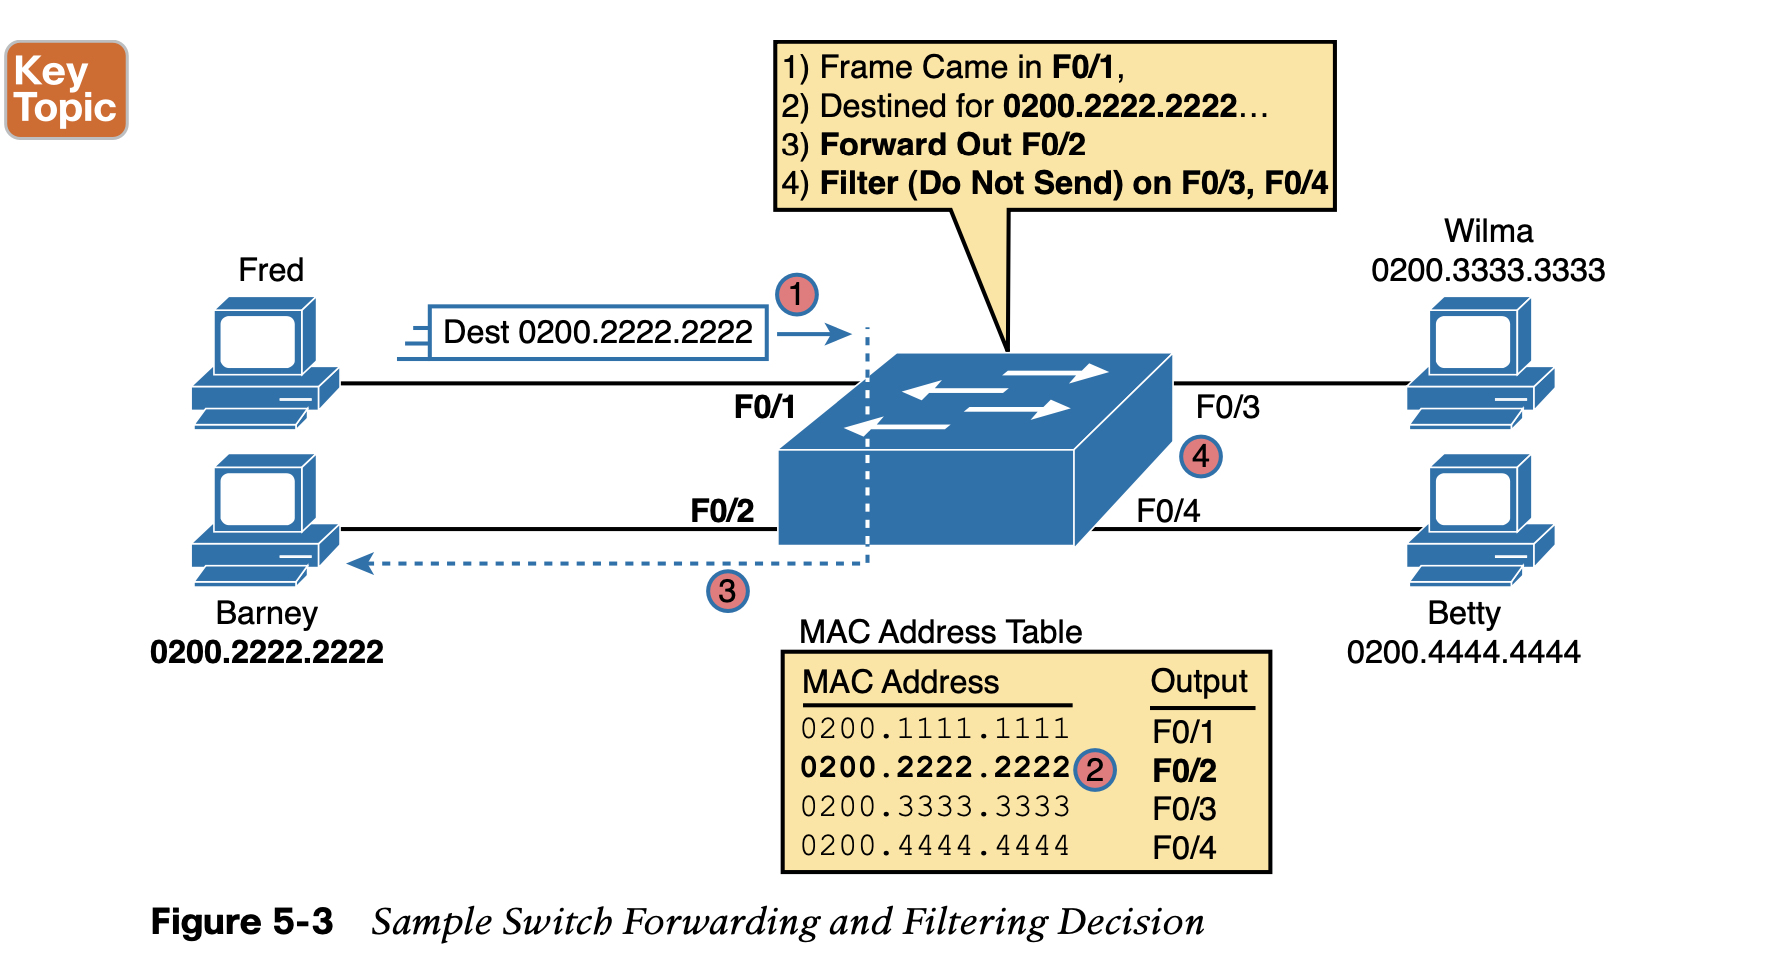 Key
Topic
1) Frame Came in F0/1,
2) Destined for 0200.2222.2222...
3) Forward Out F0/2
4) Filter (Do Not Send) on F0/3, F0/4
Fred
Dest 0200.2222.2222
1
Wilma
0200.3333.3333
F0/1
F0/3
4
F0/2
F0/4
3
Barney
0200.2222.2222
Betty
0200.4444.4444
MAC Address Table
MAC Address Output
0200.1111.1111 F0/1
0200.2222.2222 2 F0/2
0200.3333.3333 F0/3
0200.4444.4444 F0/4
Figure 5-3 Sample Switch Forwarding and Filtering Decision